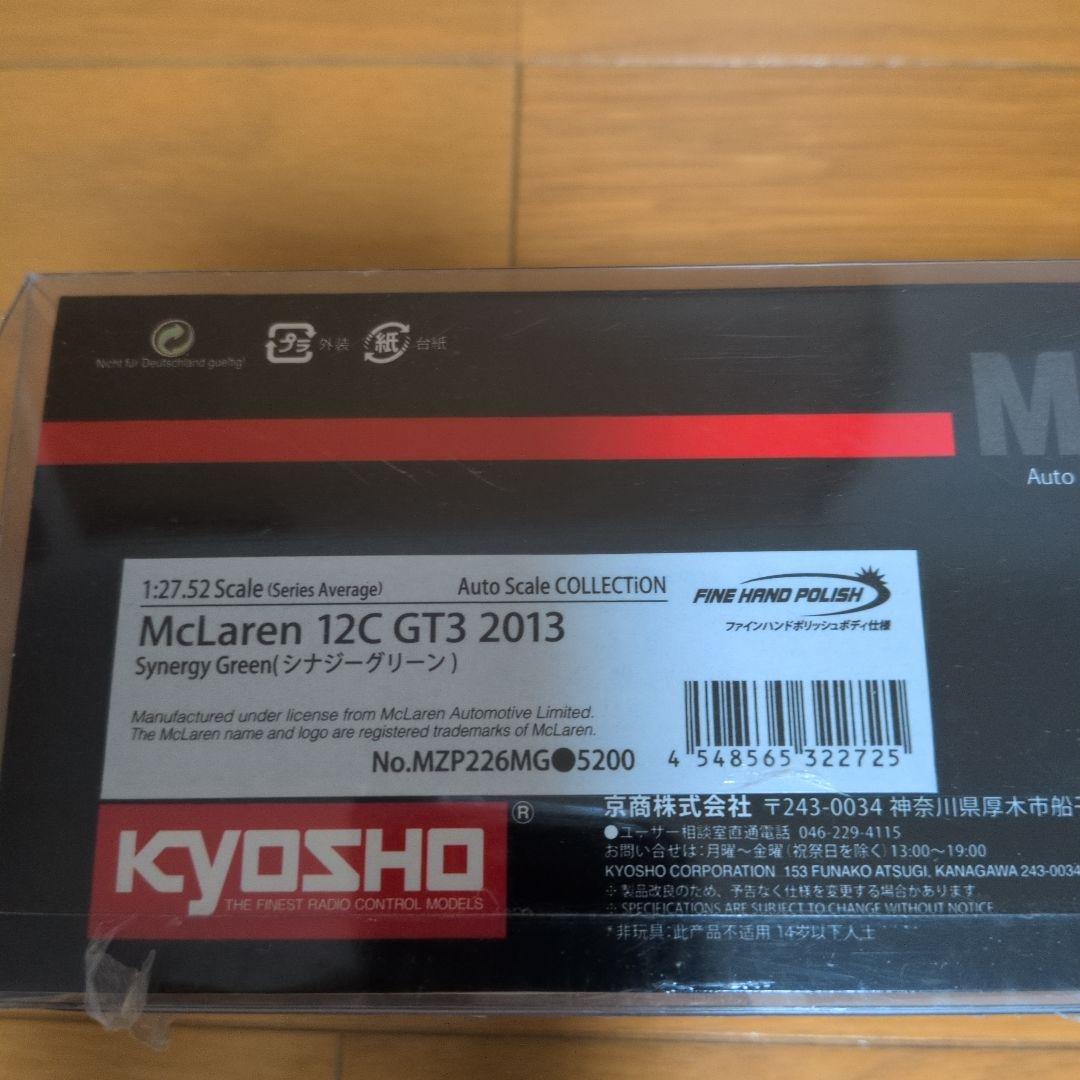 Nicht für Deutschland gueltig!
プラ 外装 紙 台紙
M
Auto
1:27.52 Scale (Series Average) Auto Scale COLLECTiON
FINE HAND POLISH
ファインハンドポリッシュボディ仕様
McLaren 12C GT3 2013
Synergy Green(シナジーグリーン)
Manufactured under license from McLaren Automotive Limited.
The McLaren name and logo are registered trademarks of McLaren.
No.MZP226MG●5200
4 548565 322725
KYOSHO ®
THE FINEST RADIO CONTROL MODELS
京商株式会社 〒243-0034 神奈川県厚木市船子
●ユーザー相談室直通電話 046-229-4115
お問い合せは:月曜~金曜(祝祭日を除く)13:00~19:00
KYOSHO CORPORATION 153 FUNAKO ATSUGI, KANAGAWA 243-0034
※ 製品改良のため、予告なく仕様を変更する場合があります。
※ SPECIFICATIONS ARE SUBJECT TO CHANGE WITHOUT NOTICE
*非玩具:此产品不适用 14岁以下人士